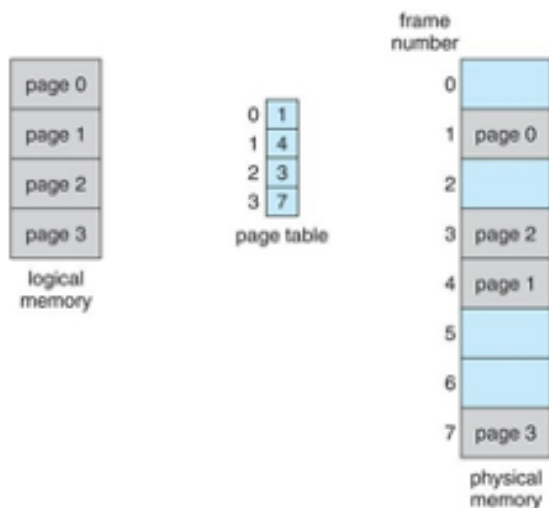 page 0
page 1
page 2
page 3
logical
memory
0 1
1 4
2 3
3 7
page table
frame
number
0
1 page 0
2
3 page 2
4 page 1
5
6
7 page 3
physical
memory